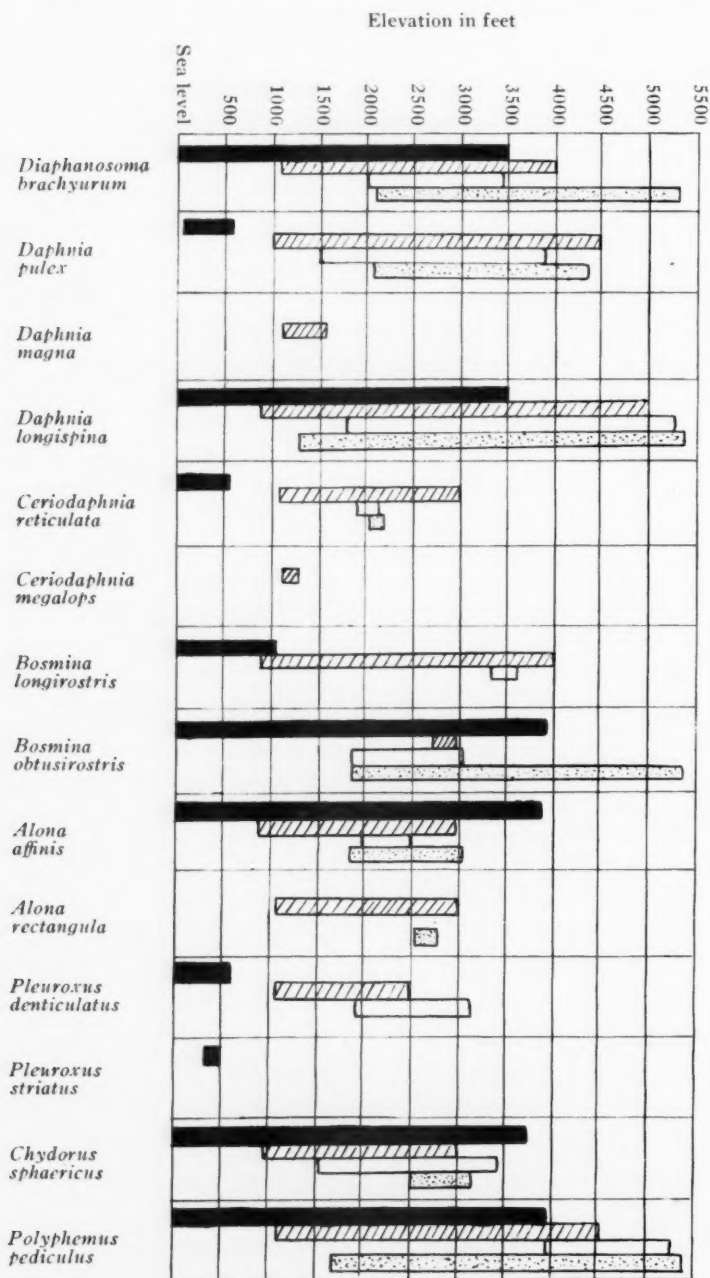 Elevation in feet
Sea level
500
1000
1500
2000
2500
3000
3500
4000
4500
5000
5500
Diaphanosoma
brachyurum
Daphnia
pulex
Daphnia
magna
Daphnia
longispina
Ceriodaphnia
reticulata
Ceriodaphnia
megalops
Bosmina
longirostris
Bosmina
obtusirostris
Alona
affinis
Alona
rectangula
Pleuroxus
denticulatus
Pleuroxus
striatus
Chydorus
sphaericus
Polyphemus
pediculus